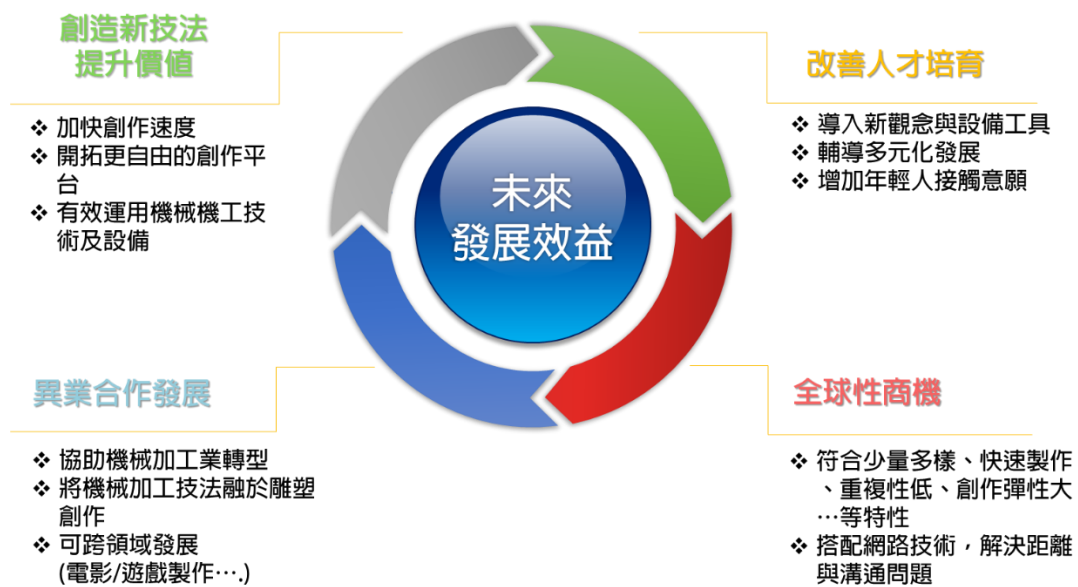 創造新技法
提升價值
❖ 加快創作速度
❖ 開拓更自由的創作平
台
❖ 有效運用機械機工技
術及設備
改善人才培育
❖ 導入新觀念與設備工具
❖ 輔導多元化發展
❖ 增加年輕人接觸意願
未來
發展效益
異業合作發展
❖ 協助機械加工業轉型
❖ 將機械加工技法融於雕塑
創作
❖ 可跨領域發展
(電影/遊戲製作….)
全球性商機
❖ 符合少量多樣、快速製作
、重複性低、創作彈性大
…等特性
❖ 搭配網路技術，解決距離
與溝通問題